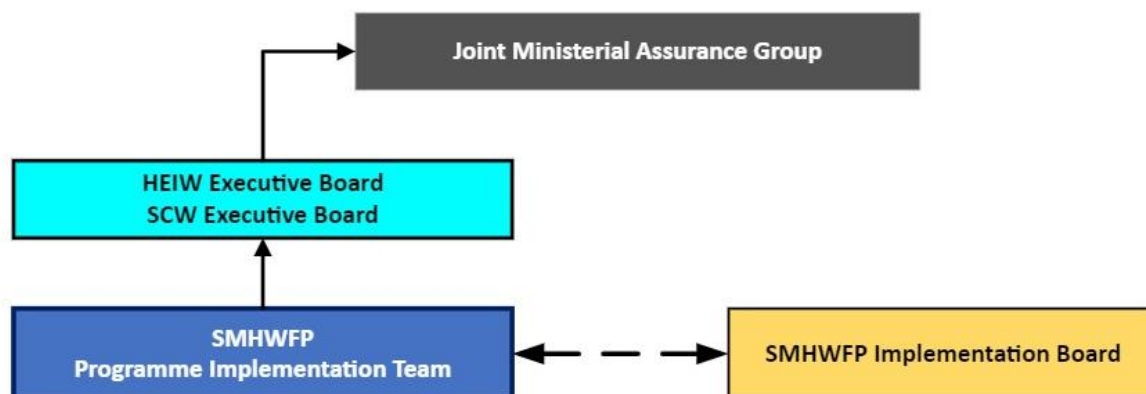 Joint Ministerial Assurance Group
HEIW Executive Board
SCW Executive Board
SMHWFP
Programme Implementation Team
SMHWFP Implementation Board